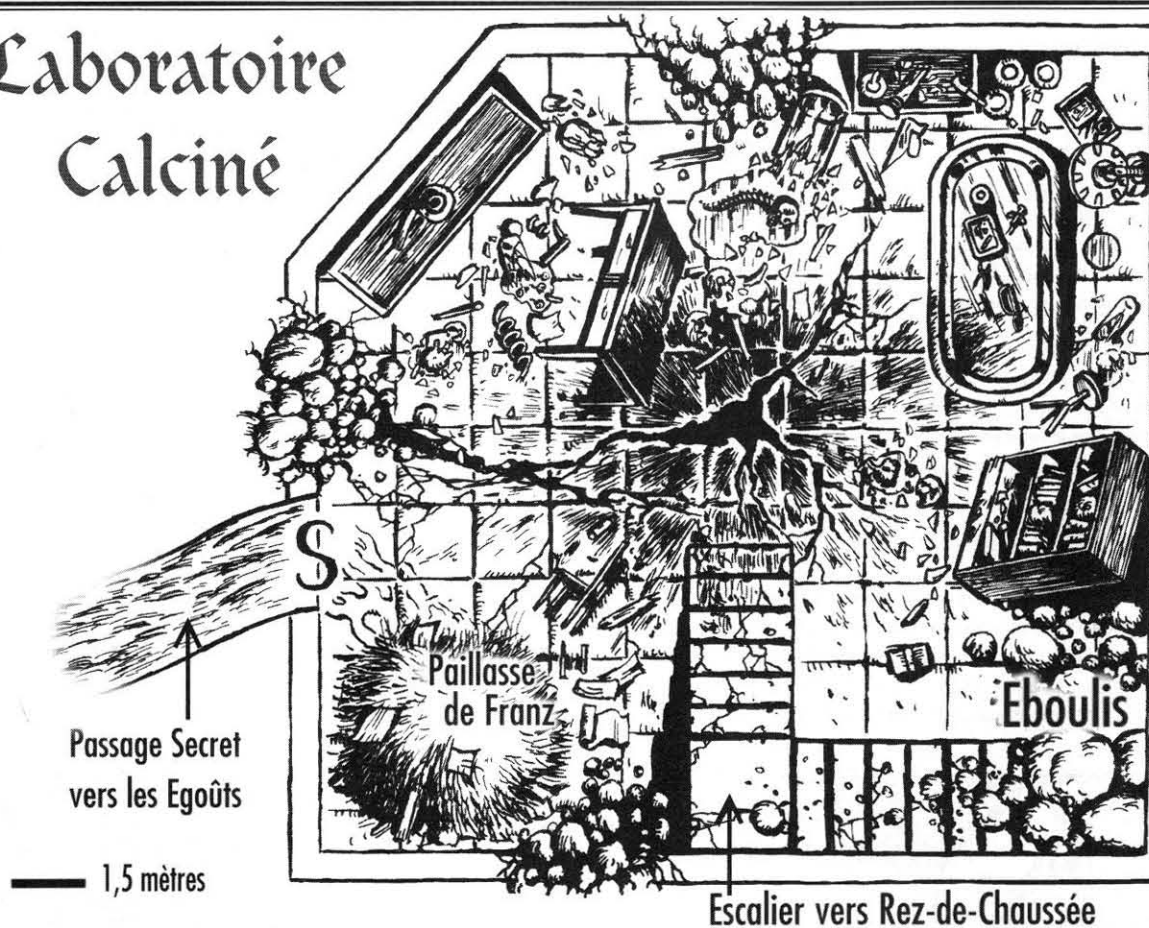 Laboratoire
Calciné
S
Paillasse
de Franz
Eboulis
Passage Secret
vers les Egoûts
1,5 mètres
Escalier vers Rez-de-Chaussée